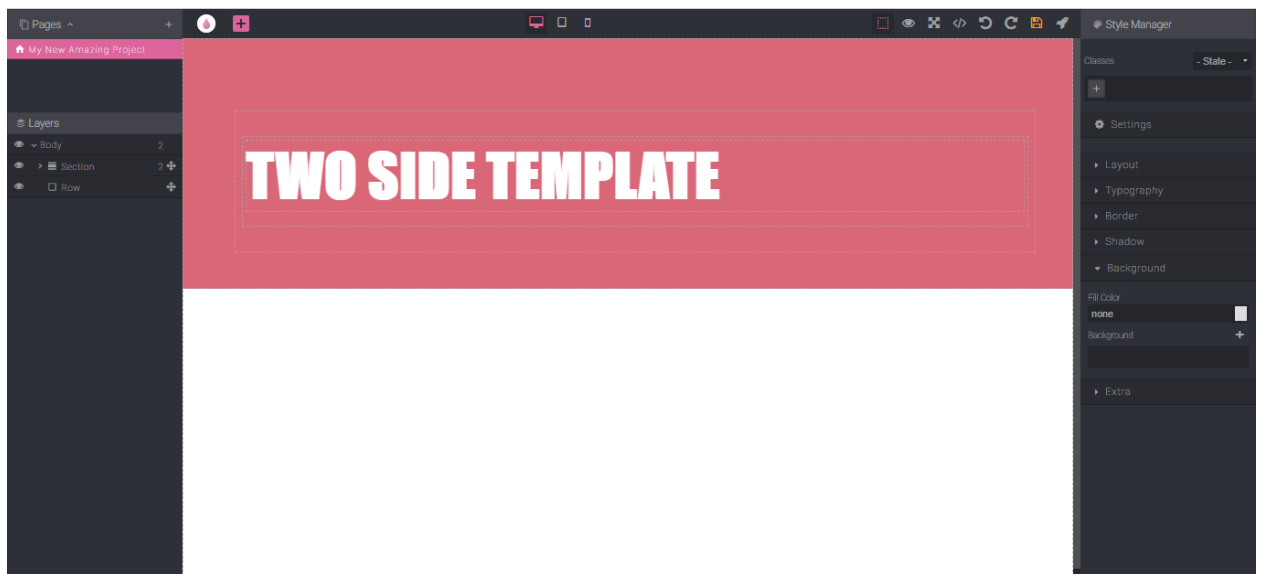 Pages
My New Amazing Project
Layers
Body 2
Section 2
Row
TWO SIDE TEMPLATE
Style Manager
Classes - State -
Settings
Layout
Typography
Border
Shadow
Background
Fill Color
none
Background
Extra